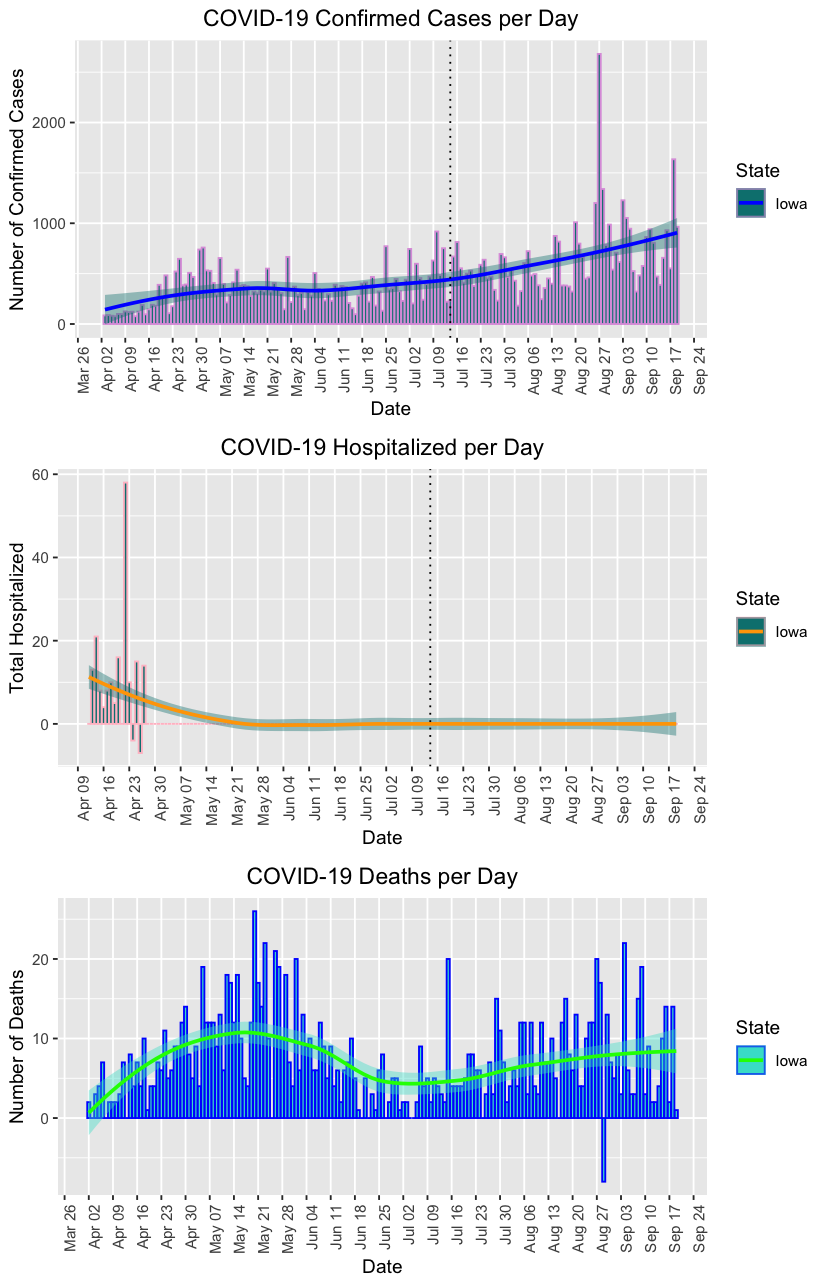 COVID-19 Confirmed Cases per Day
Number of Confirmed Cases
2000
1000
0
Mar 26
Apr 02
Apr 09
Apr 16
Apr 23
Apr 30
May 07
May 14
May 21
May 28
Jun 04
Jun 11
Jun 18
Jun 25
Jul 02
Jul 09
Jul 16
Jul 23
Jul 30
Aug 06
Aug 13
Aug 20
Aug 27
Sep 03
Sep 10
Sep 17
Sep 24
Date
State
Iowa
COVID-19 Hospitalized per Day
Total Hospitalized
60
40
20
0
Apr 09
Apr 16
Apr 23
Apr 30
May 07
May 14
May 21
May 28
Jun 04
Jun 11
Jun 18
Jun 25
Jul 02
Jul 09
Jul 16
Jul 23
Jul 30
Aug 06
Aug 13
Aug 20
Aug 27
Sep 03
Sep 10
Sep 17
Sep 24
Date
State
Iowa
COVID-19 Deaths per Day
Number of Deaths
20
10
0
Mar 26
Apr 02
Apr 09
Apr 16
Apr 23
Apr 30
May 07
May 14
May 21
May 28
Jun 04
Jun 11
Jun 18
Jun 25
Jul 02
Jul 09
Jul 16
Jul 23
Jul 30
Aug 06
Aug 13
Aug 20
Aug 27
Sep 03
Sep 10
Sep 17
Sep 24
Date
State
Iowa